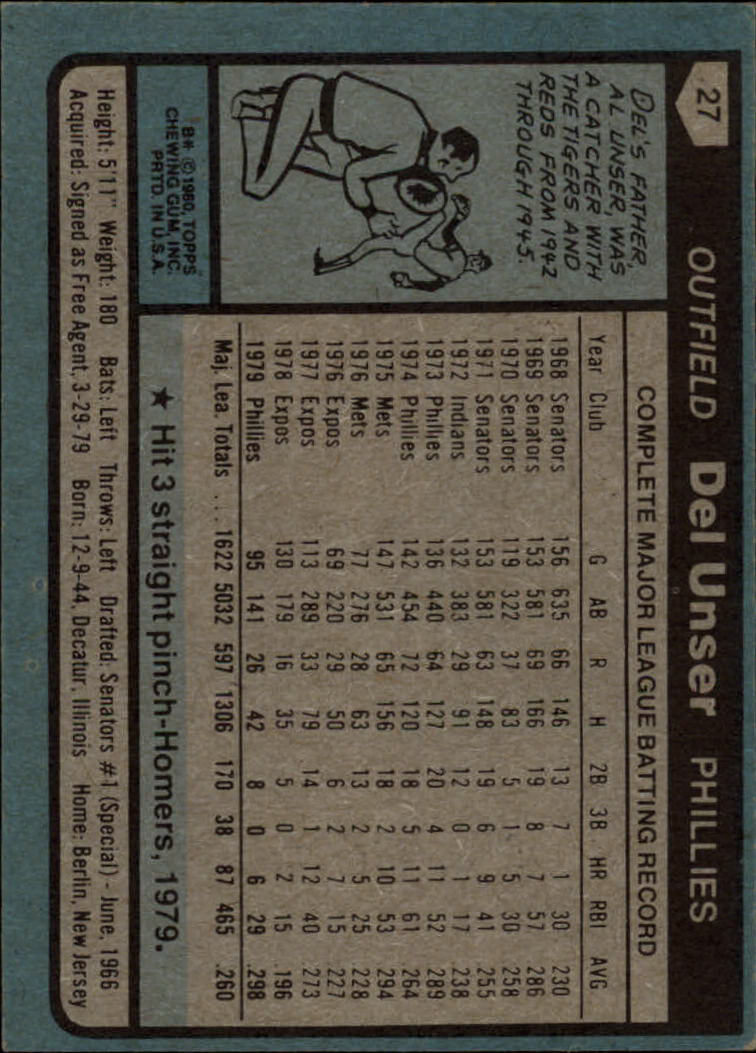 27
OUTFIELD Del Unser PHILLIES
DEL'S FATHER,
AL UNSER, WAS
A CATCHER WITH
THE TIGERS AND
REDS FROM 1942
THROUGH 1945.
B* © 1980, TOPPS
CHEWING GUM, INC.
PRTD. IN U.S.A.
COMPLETE MAJOR LEAGUE BATTING RECORD
Year Club G AB R H 2B 3B HR RBI AVG
1968 Senators 156 635 66 146 13 7 1 30 .230
1969 Senators 153 581 69 166 19 8 7 57 .286
1970 Senators 119 322 37 83 5 1 5 30 .258
1971 Senators 153 581 63 148 19 6 9 41 .255
1972 Indians 132 383 29 91 12 0 1 17 .238
1973 Phillies 136 440 64 127 20 4 11 52 .289
1974 Phillies 142 454 72 120 18 5 11 61 .264
1975 Mets 147 531 65 156 18 2 10 53 .294
1976 Mets 77 276 28 63 13 2 5 25 .228
1976 Expos 69 220 29 50 6 2 7 15 .227
1977 Expos 113 289 33 79 14 1 12 40 .273
1978 Expos 130 179 16 35 5 0 2 15 .196
1979 Phillies 95 141 26 42 8 0 6 29 .298
Maj. Lea. Totals . . . 1622 5032 597 1306 170 38 87 465 .260
★ Hit 3 straight pinch-Homers, 1979.
Height: 5'11" Weight: 180 Bats: Left Throws: Left Drafted: Senators #1 (Special) - June, 1966
Acquired: Signed as Free Agent, 3-29-79 Born: 12-9-44, Decatur, Illinois Home: Berlin, New Jersey